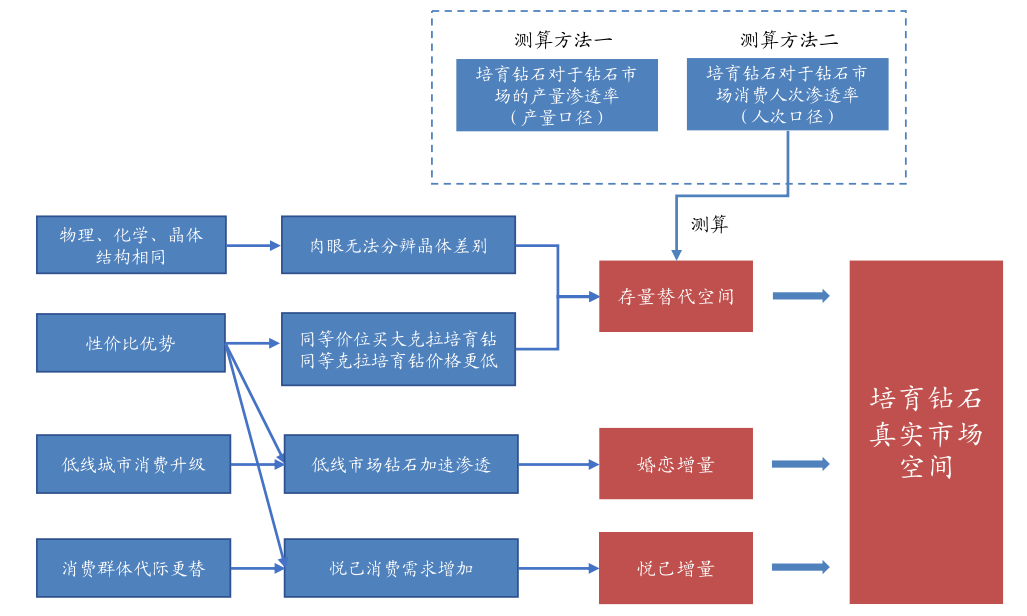 测算方法一
测算方法二
培育钻石对于钻石市
场的产量渗透率
（产量口径）
培育钻石对于钻石市
场消费人次渗透率
（人次口径）
测算
物理、化学、晶体
结构相同
肉眼无法分辨晶体差别
存量替代空间
性价比优势
同等价位买大克拉培育钻
同等克拉培育钻价格更低
培育钻石
真实市场
空间
低线城市消费升级
低线市场钻石加速渗透
婚恋增量
消费群体代际更替
悦己消费需求增加
悦己增量